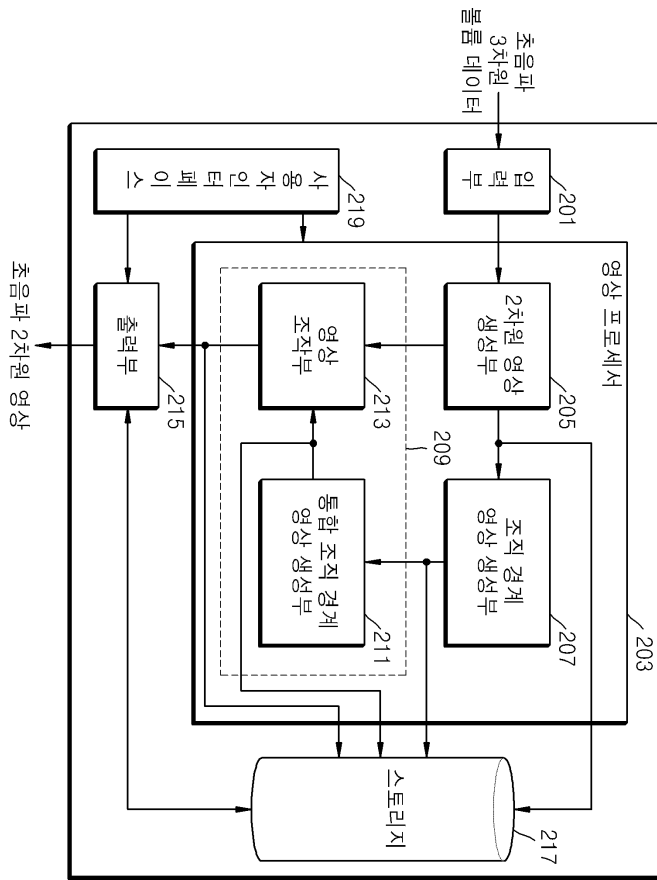 초음파
3차원
볼륨 데이터
입력부
201
영상 프로세서
203
2차원 영상
생성부
205
조직 경계
영상 생성부
207
209
영상
조작부
213
통합 조직 경계
영상 생성부
211
사용자인터페이스
219
출력부
215
초음파 2차원 영상
스토리지
217